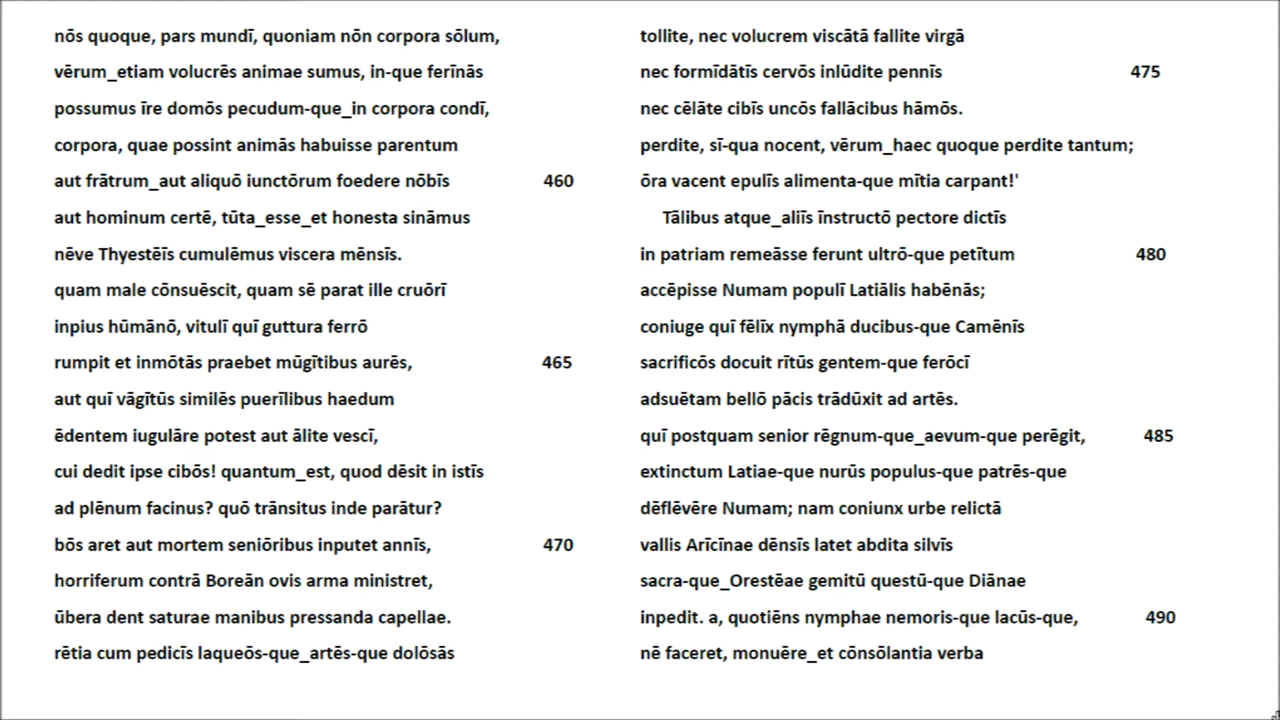 nōs quoque, pars mundī, quoniam nōn corpora sōlum,
vērum_etiam volucrēs animae sumus, in-que ferīnās
possumus īre domōs pecudum-que_in corpora condī,
corpora, quae possint animās habuisse parentum
aut frātrum_aut aliquō iunctōrum foedere nōbīs 460
aut hominum certē, tūta_esse_et honesta sināmus
nēve Thyestēīs cumulēmus viscera mēnsīs.
quam male cōnsuēscit, quam sē parat ille cruōrī
inpius hūmānō, vitulī quī guttura ferrō
rumpit et inmōtās praebet mūgītibus aurēs, 465
aut quī vāgītūs similēs puerīlibus haedum
ēdentem iugulāre potest aut ālite vescī,
cui dedit ipse cibōs! quantum_est, quod dēsit in istīs
ad plēnum facinus? quō trānsitus inde parātur?
bōs aret aut mortem seniōribus inputet annīs, 470
horriferum contrā Boreān ovis arma ministret,
ūbera dent saturae manibus pressanda capellae.
rētia cum pedicīs laqueōs-que_artēs-que dolōsās
tollite, nec volucrem viscātā fallite virgā
nec formīdātīs cervōs inlūdite pennīs 475
nec cēlāte cibīs uncōs fallācibus hāmōs.
perdite, sī-qua nocent, vērum_haec quoque perdite tantum;
ōra vacent epulīs alimenta-que mītia carpant!'
Tālibus atque_aliīs īnstructō pectore dictīs
in patriam remeāsse ferunt ultrō-que petītum 480
accēpisse Numam populī Latiālis habēnās;
coniuge quī fēlīx nymphā ducibus-que Camēnīs
sacrificōs docuit rītūs gentem-que ferōcī
adsuētam bellō pācis trādūxit ad artēs.
quī postquam senior rēgnum-que_aevum-que perēgit, 485
extinctum Latiae-que nurūs populus-que patrēs-que
dēflēvēre Numam; nam coniunx urbe relictā
vallis Arīcīnae dēnsīs latet abdita silvīs
sacra-que_Orestēae gemitū questū-que Diānae
inpedit. a, quotiēns nymphae nemoris-que lacūs-que, 490
nē faceret, monuēre_et cōnsōlantia verba